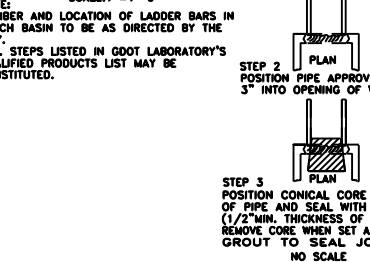 E:
BER AND LOCATION OF LADDER BARS IN
CH BASIN TO BE AS DIRECTED BY THE
. STEPS LISTED IN GDOT LABORATORY'S
LIFIED PRODUCTS LIST MAY BE
STITUTED.
PLAN
STEP 2
POSITION PIPE APPROV
3" INTO OPENING OF
PLAN
STEP 3
POSITION CONICAL CORE
OF PIPE AND SEAL WITH
(1/2"MIN. THICKNESS OF
REMOVE CORE WHEN SET A
GROUT TO SEAL JO
NO SCALE